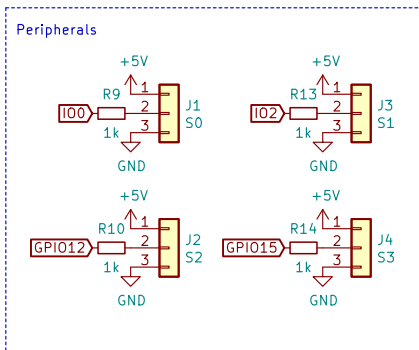 Peripherals
+5V
R9
1
2
3
J1
S0
IO0
1k
GND
+5V
R13
1
2
3
J3
S1
IO2
1k
GND
+5V
R10
1
2
3
J2
S2
GPIO12
1k
GND
+5V
R14
1
2
3
J4
S3
GPIO15
1k
GND